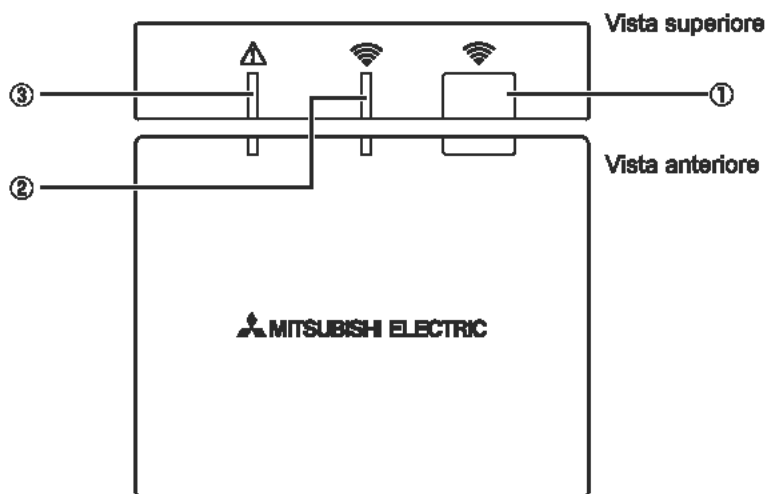 Vista superiore
③
①
②
Vista anteriore
MITSUBISHI ELECTRIC